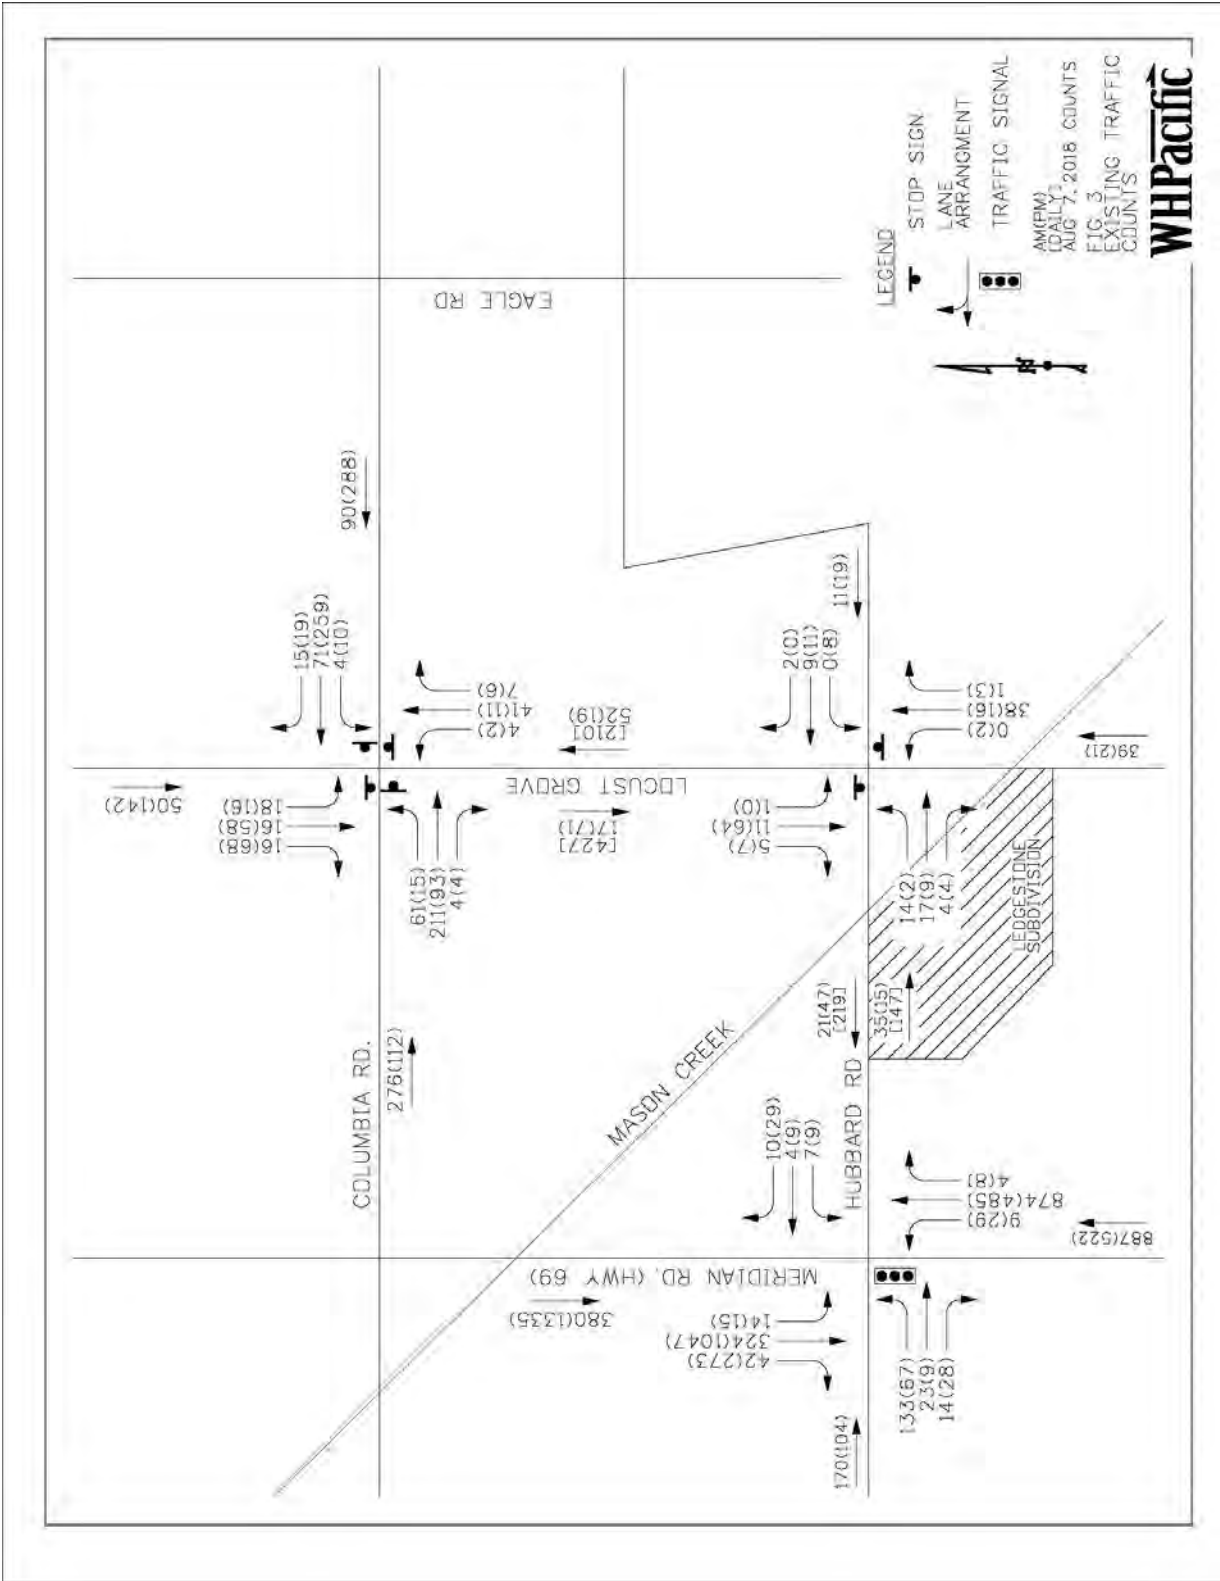 EAGLE RD
90(288)
15(19)
71(259)
4(10)
7(6)
41(11)
4(2)
52(19)
[210]
50(142)
18(16)
16(58)
16(68)
LOCUST GROVE
17(71)
[427]
61(15)
211(93)
4(4)
COLUMBIA RD.
276(112)
MASON CREEK
11(19)
2(0)
9(11)
0(8)
1(3)
38(16)
0(2)
39(21)
1(0)
11(64)
5(7)
14(2)
17(9)
4(4)
LEDGESTONE
SUBDIVISION
21(47)
[219]
35(15)
[147]
HUBBARD RD
10(29)
4(9)
7(9)
4(8)
874(485)
9(29)
887(522)
MERIDIAN RD. (HWY 69)
380(1335)
14(15)
324(1047)
42(273)
133(67)
23(9)
14(28)
170(104)
LEGEND
STOP SIGN
LANE
ARRANGMENT
TRAFFIC SIGNAL
N
AM(PM)
[DAILY]
AUG 7, 2018 COUNTS
FIG 3
EXISTING TRAFFIC
COUNTS
WHPacific